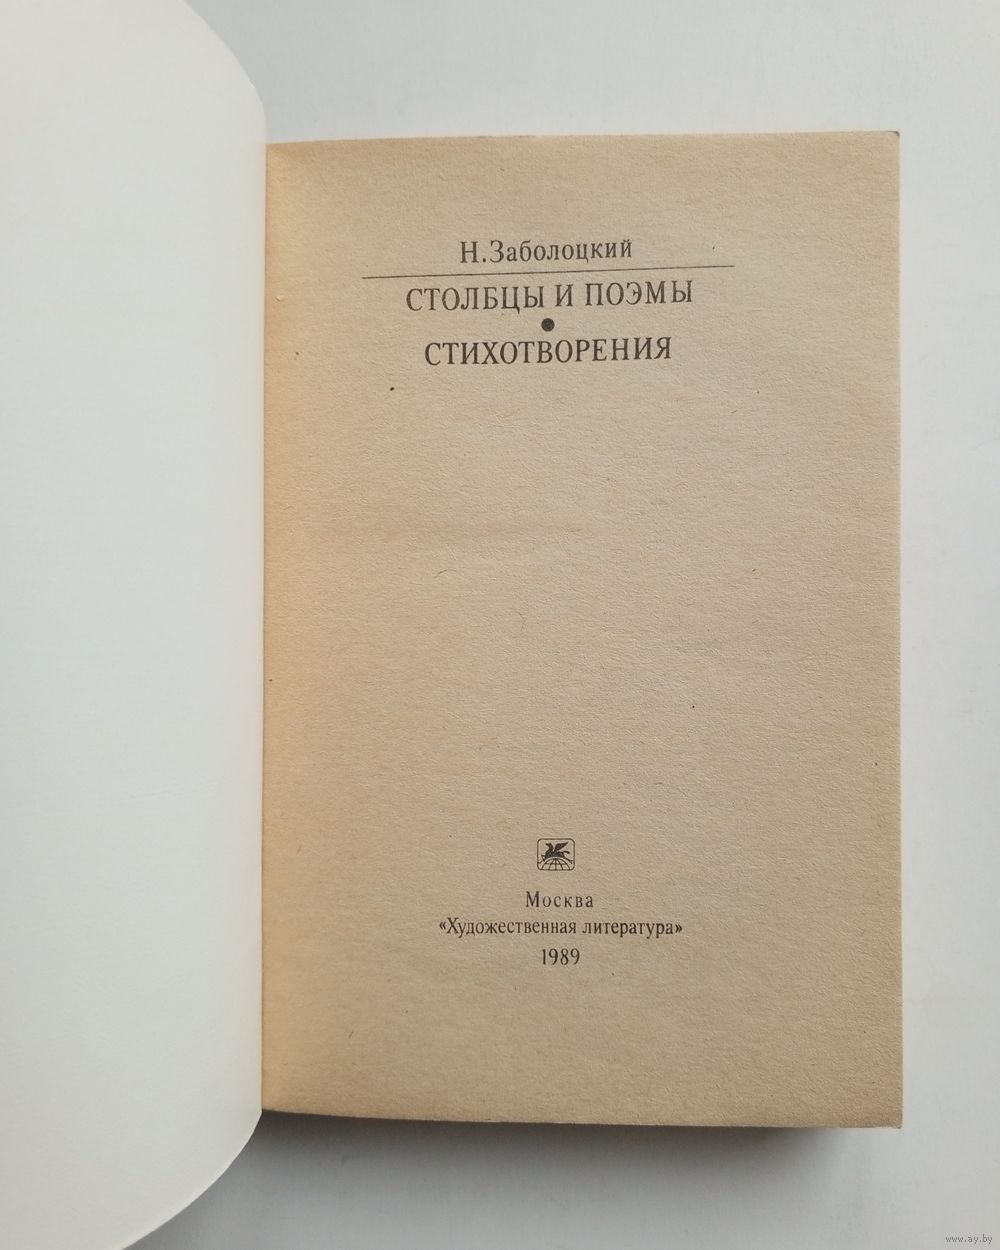 Н. Заболоцкий
СТОЛБЦЫ И ПОЭМЫ
•
СТИХОТВОРЕНИЯ
Москва
«Художественная литература»
1989
www.ay.by